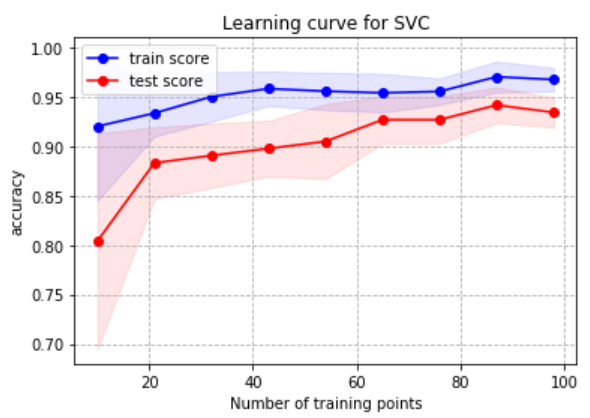 Learning curve for SVC
train score
test score
1.00
0.95
0.90
0.85
0.80
0.75
0.70
accuracy
20
40
60
80
100
Number of training points